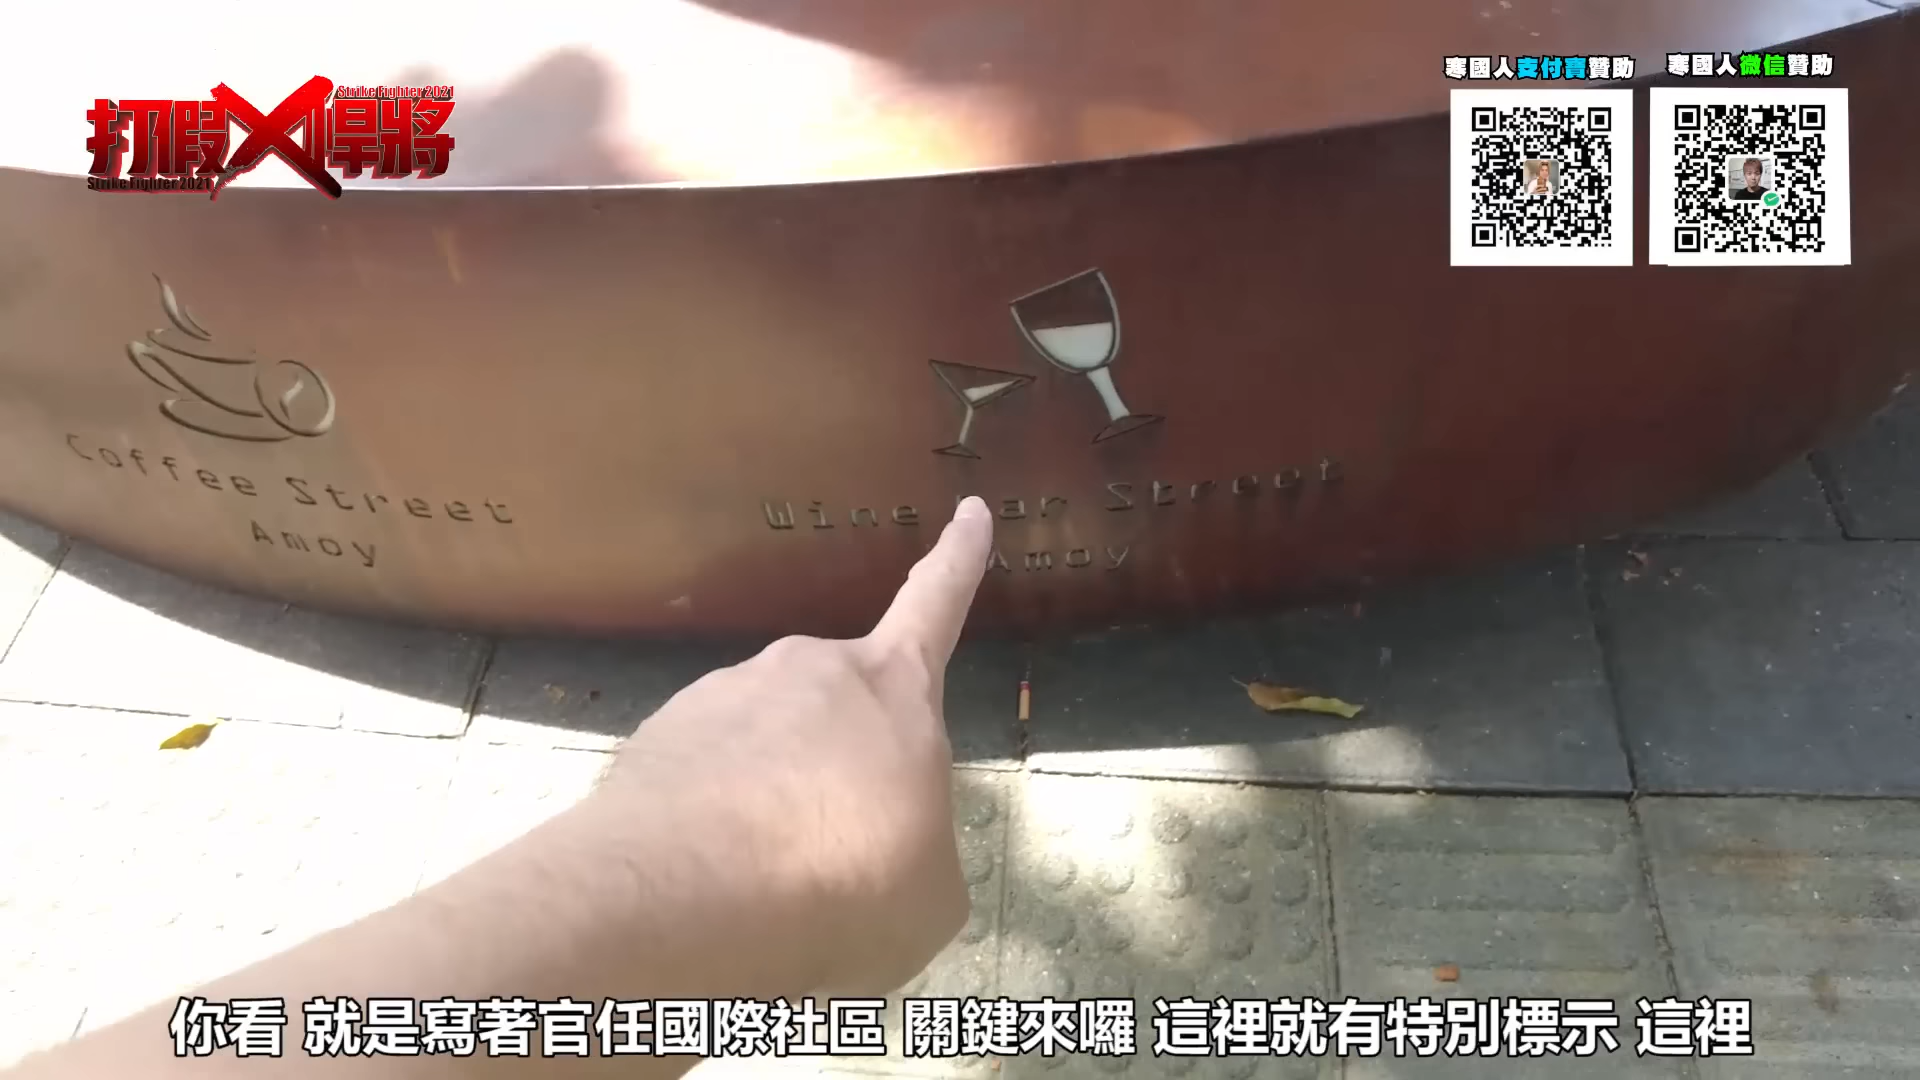 打假悍將
Strike Fighter 2021
Strike Fighter 2021
寒國人支付寶贊助
寒國人微信贊助
Coffee Street
Amoy
Wine Bar Street
Amoy
你看 就是寫著官任國際社區 關鍵來囉 這裡就有特別標示 這裡